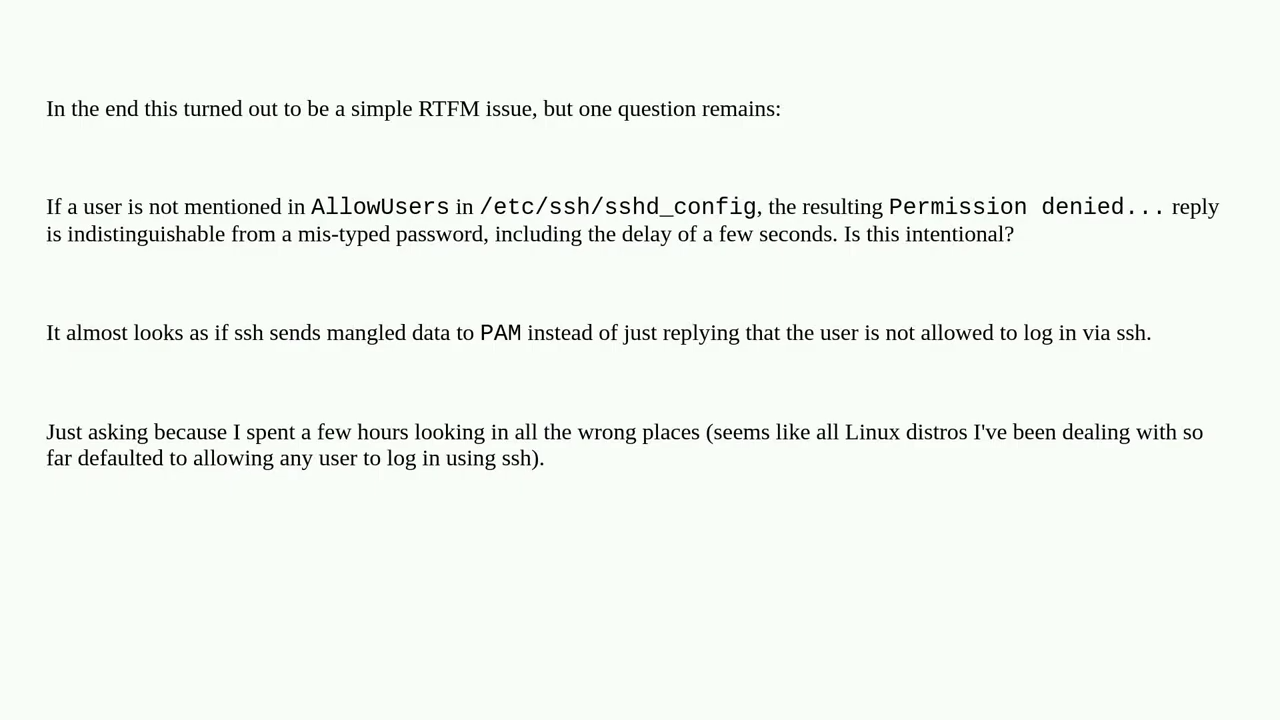 In the end this turned out to be a simple RTFM issue, but one question remains:
If a user is not mentioned in AllowUsers in /etc/ssh/sshd_config, the resulting Permission denied... reply
is indistinguishable from a mis-typed password, including the delay of a few seconds. Is this intentional?
It almost looks as if ssh sends mangled data to PAM instead of just replying that the user is not allowed to log in via ssh.
Just asking because I spent a few hours looking in all the wrong places (seems like all Linux distros I've been dealing with so
far defaulted to allowing any user to log in using ssh).